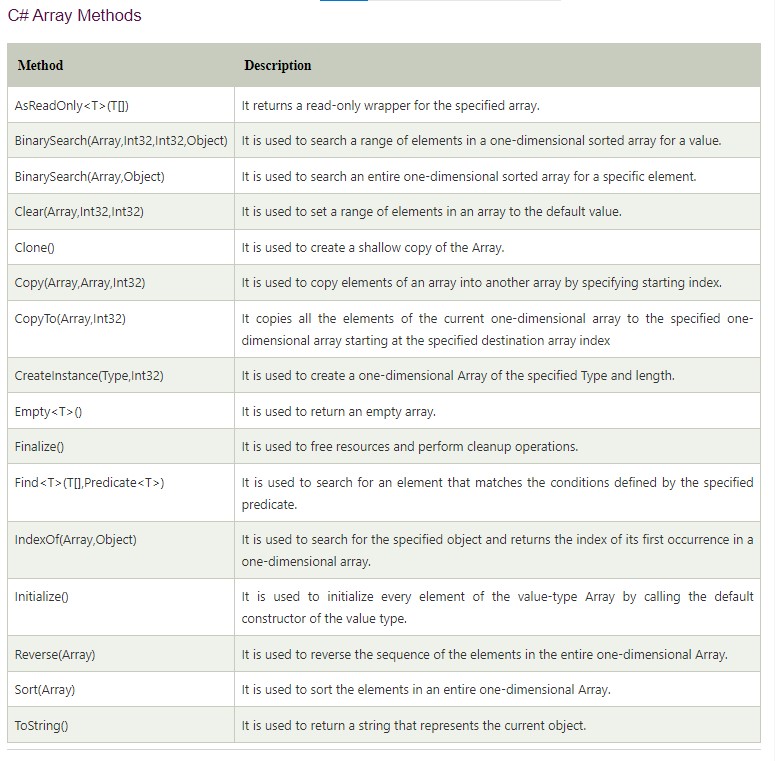 C# Array Methods
Method Description
AsReadOnly<T>(T[]) It returns a read-only wrapper for the specified array.
BinarySearch(Array,Int32,Int32,Object) It is used to search a range of elements in a one-dimensional sorted array for a value.
BinarySearch(Array,Object) It is used to search an entire one-dimensional sorted array for a specific element.
Clear(Array,Int32,Int32) It is used to set a range of elements in an array to the default value.
Clone() It is used to create a shallow copy of the Array.
Copy(Array,Array,Int32) It is used to copy elements of an array into another array by specifying starting index.
CopyTo(Array,Int32) It copies all the elements of the current one-dimensional array to the specified one-
dimensional array starting at the specified destination array index
CreateInstance(Type,Int32) It is used to create a one-dimensional Array of the specified Type and length.
Empty<T>() It is used to return an empty array.
Finalize() It is used to free resources and perform cleanup operations.
Find<T>(T[],Predicate<T>) It is used to search for an element that matches the conditions defined by the specified
predicate.
IndexOf(Array,Object) It is used to search for the specified object and returns the index of its first occurrence in a
one-dimensional array.
Initialize() It is used to initialize every element of the value-type Array by calling the default
constructor of the value type.
Reverse(Array) It is used to reverse the sequence of the elements in the entire one-dimensional Array.
Sort(Array) It is used to sort the elements in an entire one-dimensional Array.
ToString() It is used to return a string that represents the current object.